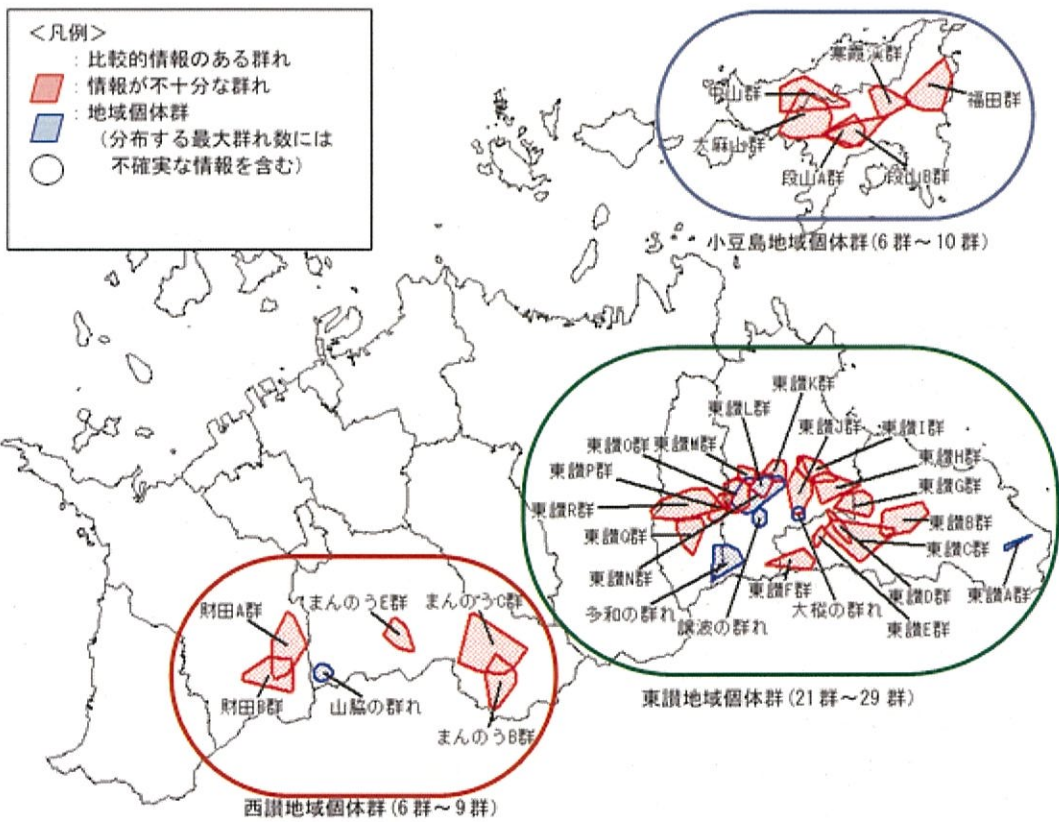 ＜凡例＞
：比較的情報のある群れ
：情報が不十分な群れ
：地域個体群
（分布する最大群れ数には
不確実な情報を含む）
寒霞渓群
甲山群
福田群
太麻山群
段山A群
段山B群
小豆島地域個体群(6群～10群)
東讃K群
東讃L群
東讃J群
東讃I群
東讃O群
東讃M群
東讃H群
東讃P群
東讃G群
東讃R群
東讃B群
東讃Q群
東讃C群
東讃N群
東讃F群
東讃A群
多和の群れ
大樅の群れ
東讃D群
譲波の群れ
東讃E群
東讃地域個体群(21群～29群)
財田A群
まんのうE群
まんのうC群
財田B群
山脇の群れ
まんのうB群
西讃地域個体群(6群～9群)